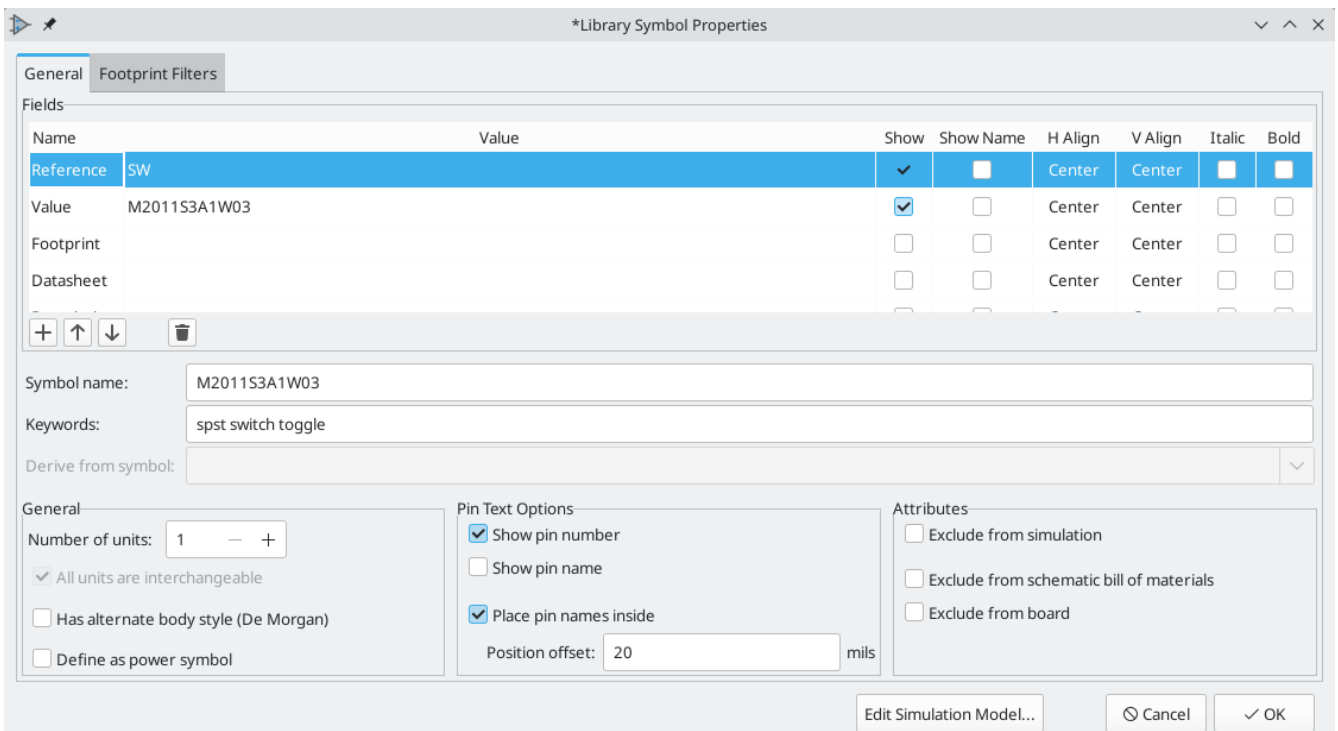 *Library Symbol Properties
General Footprint Filters
Fields
Name Value Show Show Name H Align V Align Italic Bold
Reference SW Center Center
Value M2011S3A1W03 Center Center
Footprint Center Center
Datasheet Center Center
Symbol name: M2011S3A1W03
Keywords: spst switch toggle
Derive from symbol:
General Pin Text Options Attributes
Number of units: 1 − + Show pin number Exclude from simulation
All units are interchangeable Show pin name Exclude from schematic bill of materials
Has alternate body style (De Morgan) Place pin names inside Exclude from board
Define as power symbol Position offset: 20 mils
Edit Simulation Model... Cancel OK